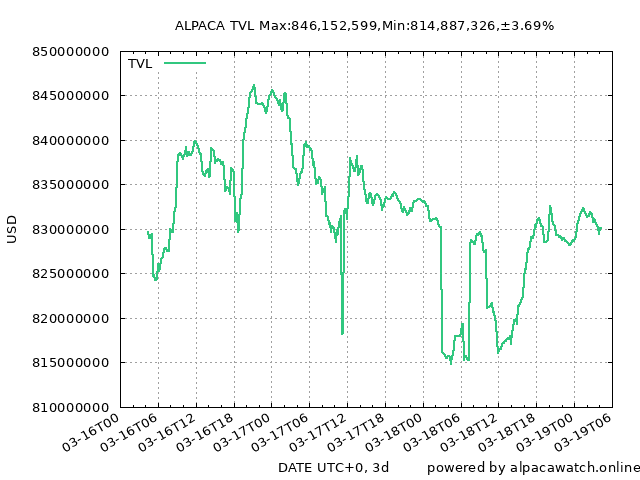 ALPACA TVL Max:846,152,599,Min:814,887,326,±3.69%
850000000
845000000
840000000
835000000
830000000
825000000
820000000
815000000
810000000
USD
TVL
03-16T00
03-16T06
03-16T12
03-16T18
03-17T00
03-17T06
03-17T12
03-17T18
03-18T00
03-18T06
03-18T12
03-18T18
03-19T00
03-19T06
DATE UTC+0, 3d
powered by alpacawatch.online